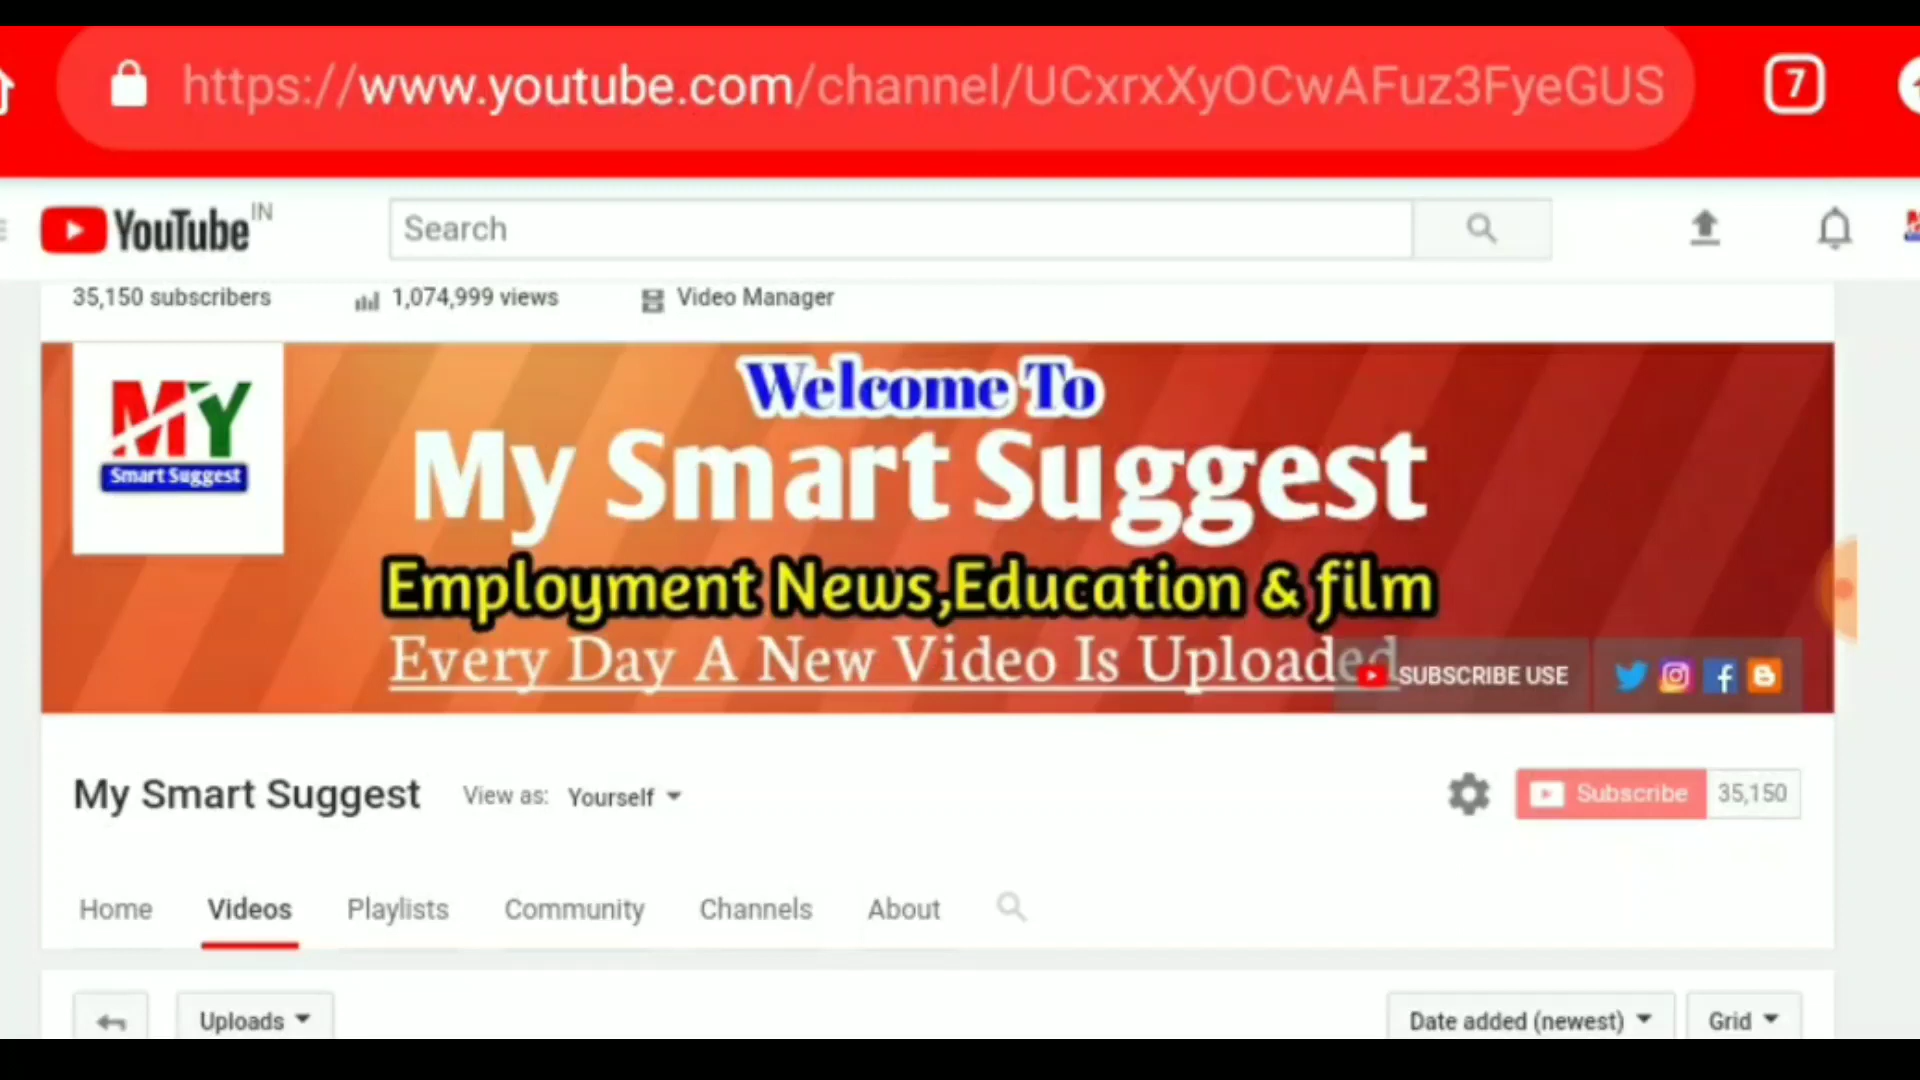 https://www.youtube.com/channel/UCxrxXyOCwAFuz3FyeGUS
7
YouTube IN
Search
35,150 subscribers
1,074,999 views
Video Manager
MY
Smart Suggest
Welcome To
My Smart Suggest
Employment News,Education & film
Every Day A New Video Is Uploaded
SUBSCRIBE USE
My Smart Suggest
View as: Yourself
Subscribe 35,150
Home Videos Playlists Community Channels About
Uploads
Date added (newest)
Grid